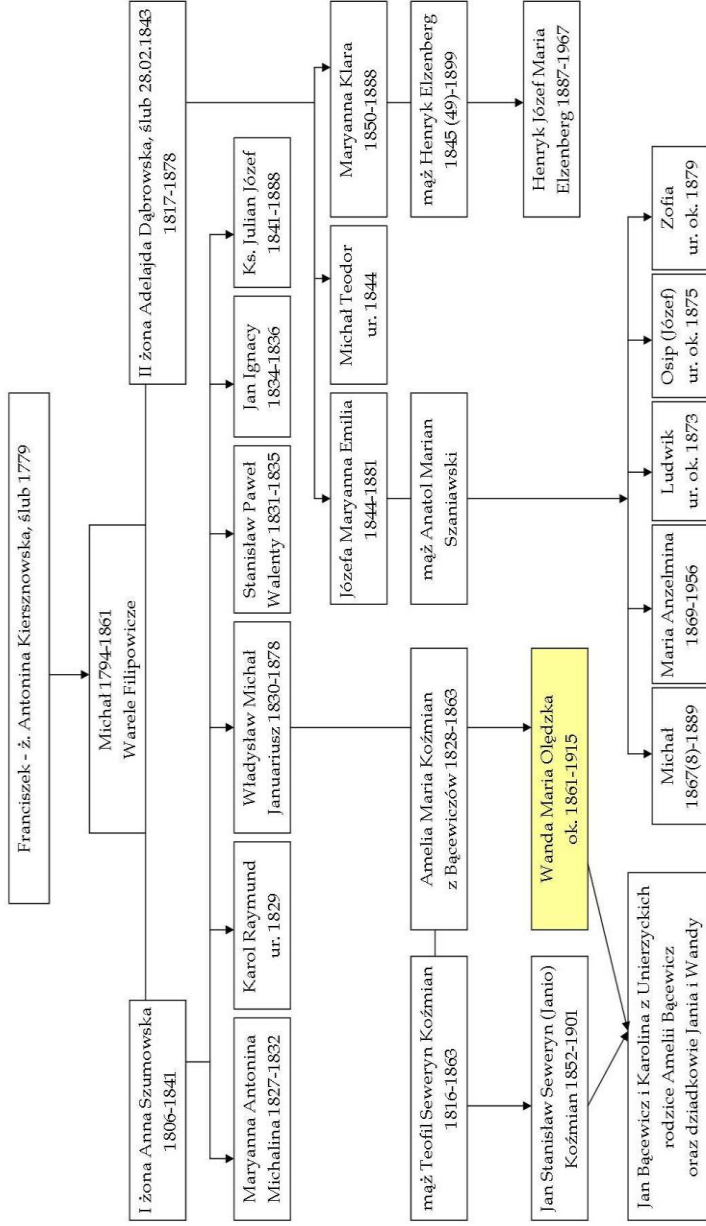 Franciszek - ż. Antonina Kiersznowska, ślub 1779
Michał 1794-1861
Warele Filipowicze
I żona Anna Szumowska
1806-1841
II żona Adelajda Dąbrowska, ślub 28.02.1843
1817-1878
Maryanna Antonina
Michalina 1827-1832
Karol Raymund
ur. 1829
Władysław Michał
Januariusz 1830-1878
Stanisław Paweł
Walenty 1831-1835
Jan Ignacy
1834-1836
Ks. Julian Józef
1841-1888
Józefa Maryanna Emilia
1844-1881
Michał Teodor
ur. 1844
Maryanna Klara
1850-1888
mąż Teofil Seweryn Koźmian
1816-1863
Amelia Maria Koźmian
z Bącewiczów 1828-1863
mąż Anatol Marian
Szaniawski
mąż Henryk Elzenberg
1845 (49)-1899
Jan Stanisław Seweryn (Janio)
Koźmian 1852-1901
Wanda Maria Olędzka
ok. 1861-1915
Henryk Józef Maria
Elzenberg 1887-1967
Jan Bącewicz i Karolina z Unierzyckich
rodzice Amelii Bącewicz
oraz dziadkowie Jania i Wandy
Michał
1867(8)-1889
Maria Anzelmina
1869-1956
Ludwik
ur. ok. 1873
Osip (Józef)
ur. ok. 1875
Zofia
ur. ok. 1879